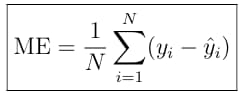 ME = \frac{1}{N} \sum_{i=1}^{N} (y_i - \hat{y}_i)